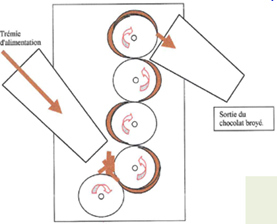 Trémie
d'alimentation
Sortie du
chocolat broyé.